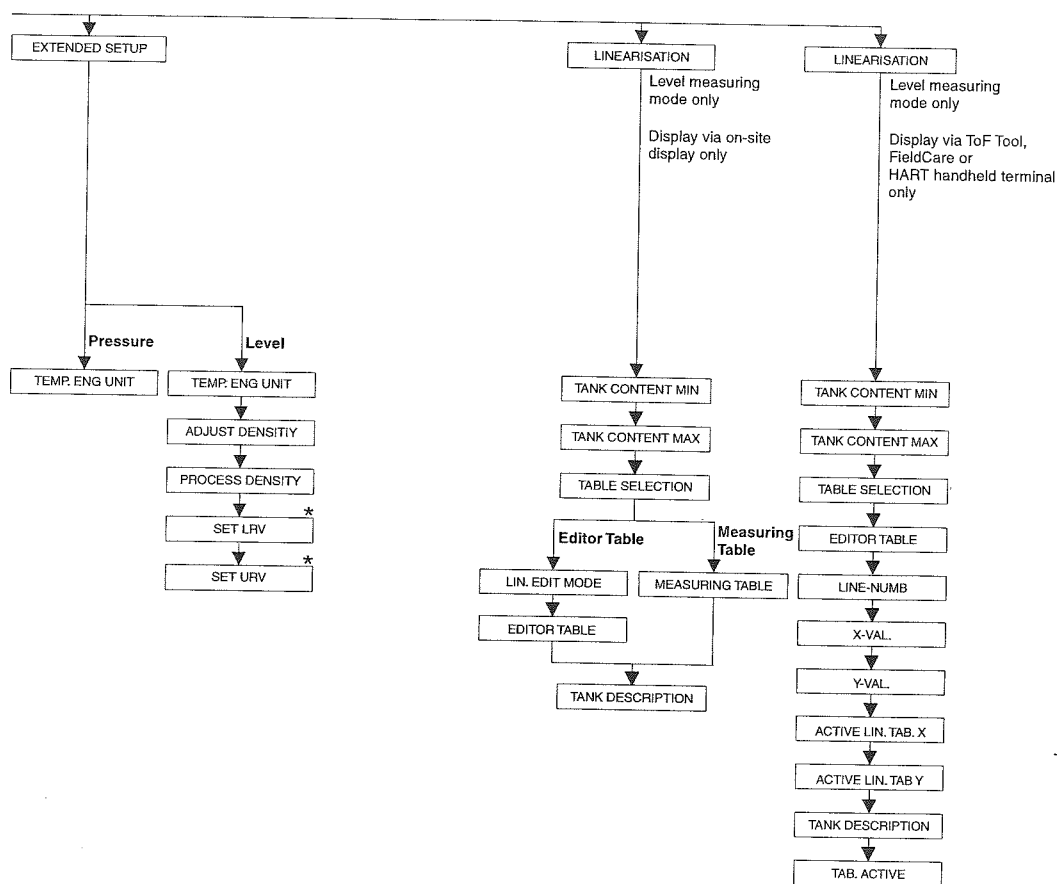 EXTENDED SETUP
Pressure
TEMP. ENG UNIT
Level
TEMP. ENG UNIT
ADJUST DENSITIY
PROCESS DENSITY
*
SET LRV
*
SET URV
LINEARISATION
Level measuring
mode only
Display via on-site
display only
TANK CONTENT MIN
TANK CONTENT MAX
TABLE SELECTION
Editor Table
LIN. EDIT MODE
EDITOR TABLE
Measuring
Table
MEASURING TABLE
TANK DESCRIPTION
LINEARISATION
Level measuring
mode only
Display via ToF Tool,
FieldCare or
HART handheld terminal
only
TANK CONTENT MIN
TANK CONTENT MAX
TABLE SELECTION
EDITOR TABLE
LINE-NUMB
X-VAL.
Y-VAL.
ACTIVE LIN. TAB. X
ACTIVE LIN. TAB Y
TANK DESCRIPTION
TAB. ACTIVE